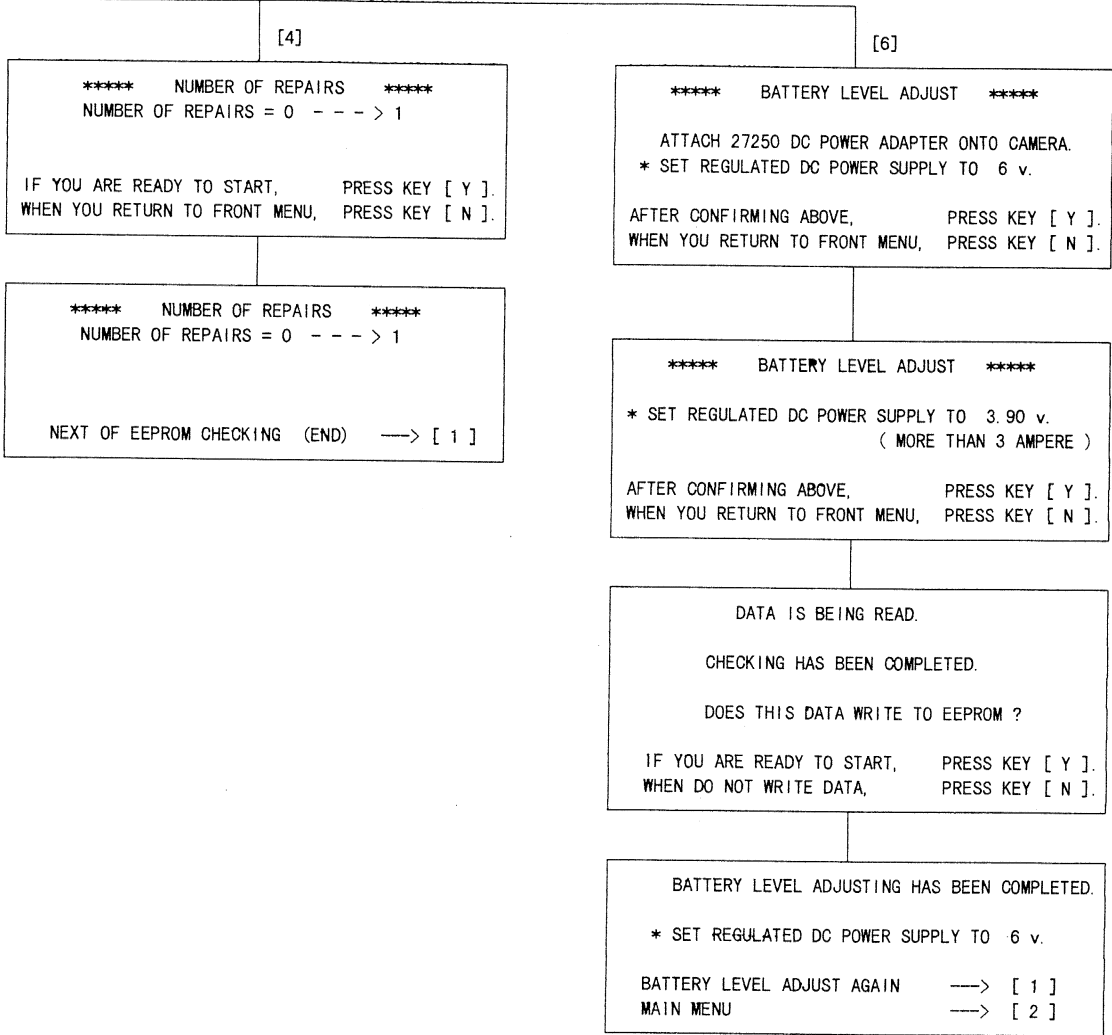 [4]
***** NUMBER OF REPAIRS *****
NUMBER OF REPAIRS = 0 - - - > 1
IF YOU ARE READY TO START, PRESS KEY [ Y ].
WHEN YOU RETURN TO FRONT MENU, PRESS KEY [ N ].
***** NUMBER OF REPAIRS *****
NUMBER OF REPAIRS = 0 - - - > 1
NEXT OF EEPROM CHECKING (END) ---> [ 1 ]
[6]
***** BATTERY LEVEL ADJUST *****
ATTACH 27250 DC POWER ADAPTER ONTO CAMERA.
* SET REGULATED DC POWER SUPPLY TO 6 v.
AFTER CONFIRMING ABOVE, PRESS KEY [ Y ].
WHEN YOU RETURN TO FRONT MENU, PRESS KEY [ N ].
***** BATTERY LEVEL ADJUST *****
* SET REGULATED DC POWER SUPPLY TO 3.90 v.
( MORE THAN 3 AMPERE )
AFTER CONFIRMING ABOVE, PRESS KEY [ Y ].
WHEN YOU RETURN TO FRONT MENU, PRESS KEY [ N ].
DATA IS BEING READ.
CHECKING HAS BEEN COMPLETED.
DOES THIS DATA WRITE TO EEPROM ?
IF YOU ARE READY TO START, PRESS KEY [ Y ].
WHEN DO NOT WRITE DATA, PRESS KEY [ N ].
BATTERY LEVEL ADJUSTING HAS BEEN COMPLETED.
* SET REGULATED DC POWER SUPPLY TO 6 v.
BATTERY LEVEL ADJUST AGAIN ---> [ 1 ]
MAIN MENU ---> [ 2 ]